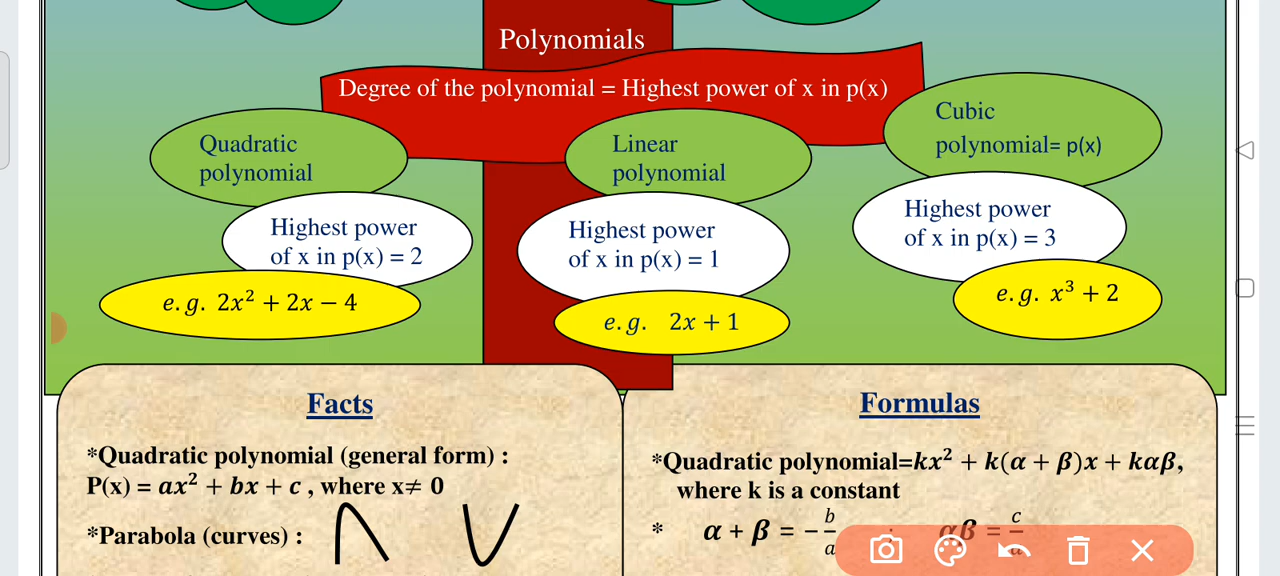 Polynomials
Degree of the polynomial = Highest power of x in p(x)
Quadratic
polynomial
Highest power
of x in p(x) = 2
e.g. 2x² + 2x − 4
Linear
polynomial
Highest power
of x in p(x) = 1
e.g. 2x + 1
Cubic
polynomial= p(x)
Highest power
of x in p(x) = 3
e.g. x³ + 2
Facts
*Quadratic polynomial (general form) :
P(x) = ax² + bx + c , where x≠ 0
*Parabola (curves) :
Formulas
*Quadratic polynomial=kx² + k(α + β)x + kαβ,
where k is a constant
* α + β = −b/a ; αβ = c/a